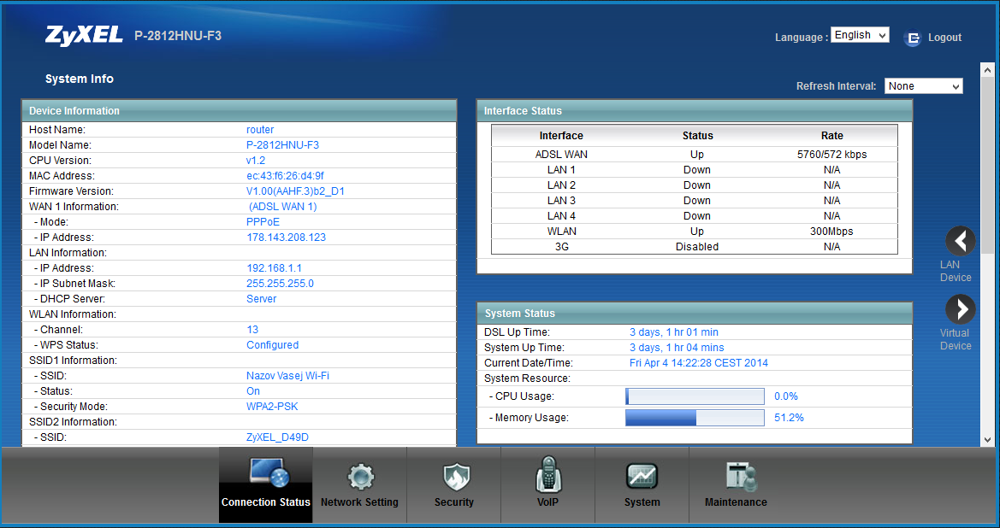 ZyXEL P-2812HNU-F3
Language : English
Logout
System Info
Refresh Interval: None
Device Information
Host Name: router
Model Name: P-2812HNU-F3
CPU Version: v1.2
MAC Address: ec:43:f6:26:d4:9f
Firmware Version: V1.00(AAHF.3)b2_D1
WAN 1 Information: (ADSL WAN 1)
- Mode: PPPoE
- IP Address: 178.143.208.123
LAN Information:
- IP Address: 192.168.1.1
- IP Subnet Mask: 255.255.255.0
- DHCP Server: Server
WLAN Information:
- Channel: 13
- WPS Status: Configured
SSID1 Information:
- SSID: Nazov Vasej Wi-Fi
- Status: On
- Security Mode: WPA2-PSK
SSID2 Information:
- SSID: ZyXEL_D49D
Interface Status
Interface Status Rate
ADSL WAN Up 5760/572 kbps
LAN 1 Down N/A
LAN 2 Down N/A
LAN 3 Down N/A
LAN 4 Down N/A
WLAN Up 300Mbps
3G Disabled N/A
System Status
DSL Up Time: 3 days, 1 hr 01 min
System Up Time: 3 days, 1 hr 04 mins
Current Date/Time: Fri Apr 4 14:22:28 CEST 2014
System Resource:
- CPU Usage: 0.0%
- Memory Usage: 51.2%
LAN
Device
Virtual
Device
Connection Status
Network Setting
Security
VoIP
System
Maintenance